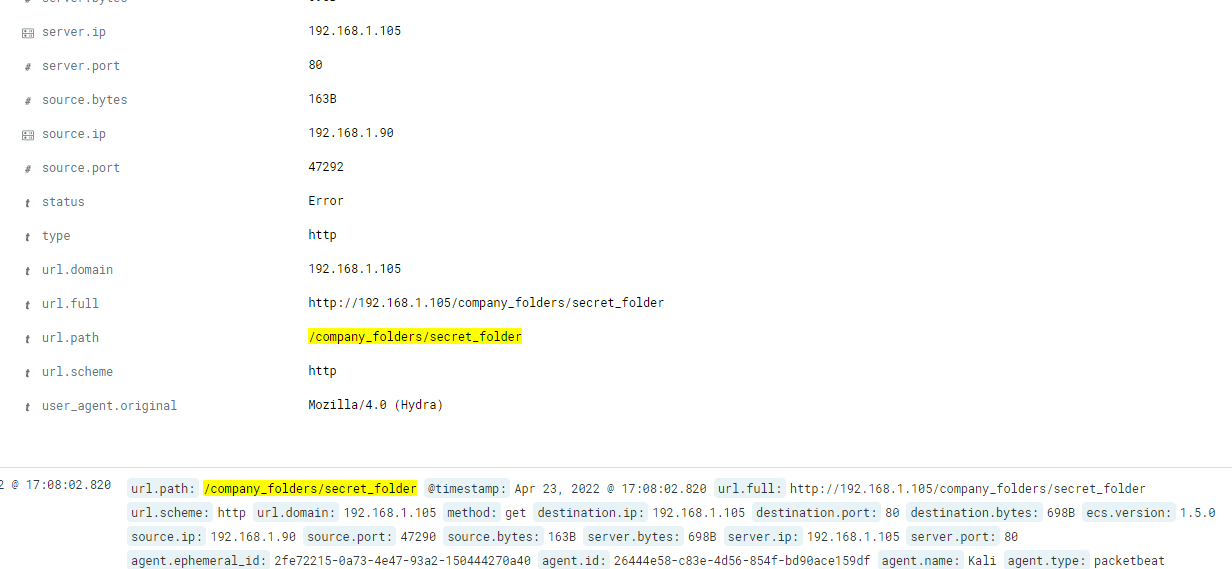 server.ip 192.168.1.105
# server.port 80
# source.bytes 163B
source.ip 192.168.1.90
# source.port 47292
t status Error
t type http
t url.domain 192.168.1.105
t url.full http://192.168.1.105/company_folders/secret_folder
t url.path /company_folders/secret_folder
t url.scheme http
t user_agent.original Mozilla/4.0 (Hydra)
2 @ 17:08:02.820 url.path: /company_folders/secret_folder @timestamp: Apr 23, 2022 @ 17:08:02.820 url.full: http://192.168.1.105/company_folders/secret_folder
url.scheme: http url.domain: 192.168.1.105 method: get destination.ip: 192.168.1.105 destination.port: 80 destination.bytes: 698B ecs.version: 1.5.0
source.ip: 192.168.1.90 source.port: 47290 source.bytes: 163B server.bytes: 698B server.ip: 192.168.1.105 server.port: 80
agent.ephemeral_id: 2fe72215-0a73-4e47-93a2-150444270a40 agent.id: 26444e58-c83e-4d56-854f-bd90ace159df agent.name: Kali agent.type: packetbeat